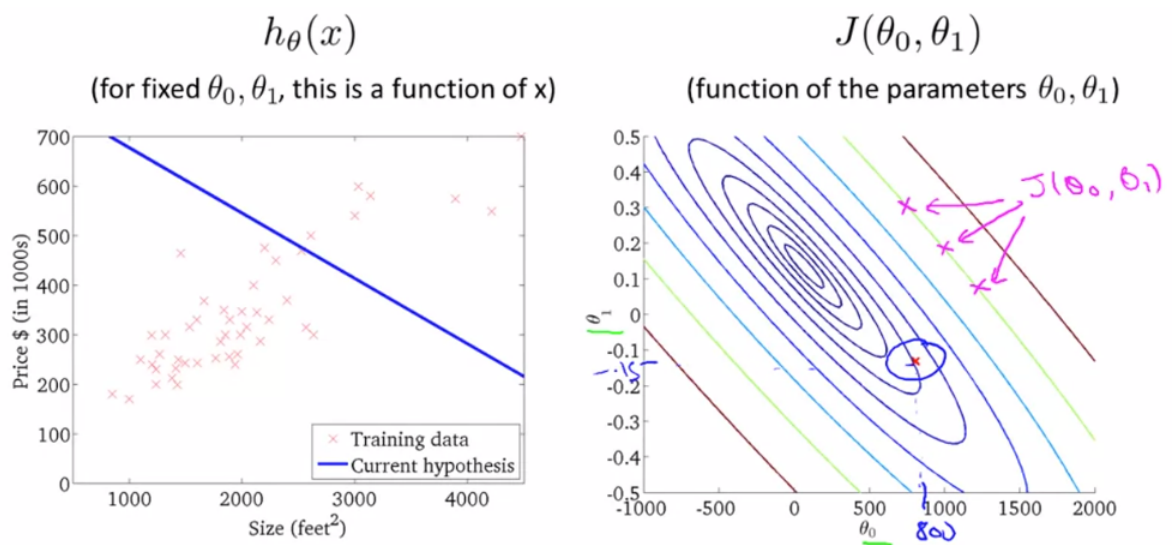 hθ(x)
(for fixed θ₀, θ₁, this is a function of x)
700
600
500
400
300
200
100
0
Price $ (in 1000s)
1000
2000
3000
4000
Size (feet²)
Training data
Current hypothesis
J(θ₀, θ₁)
(function of the parameters θ₀, θ₁)
0.5
0.4
0.3
0.2
0.1
0
-0.1
-0.2
-0.3
-0.4
-0.5
θ₁
-.15
-1000
-500
0
500
1000
1500
2000
θ₀
800
J(θ₀, θ₁)